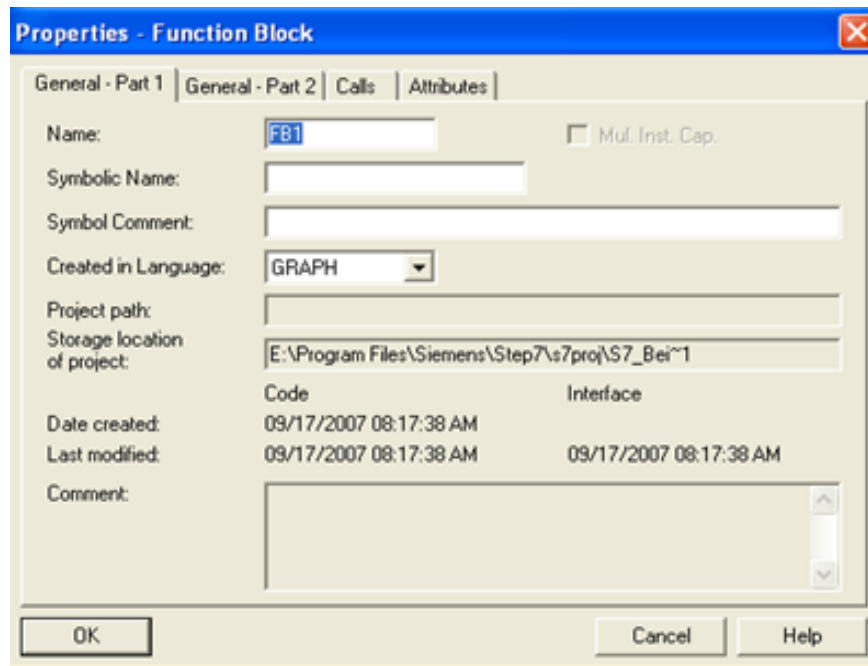 Properties - Function Block
General - Part 1 General - Part 2 Calls Attributes
Name: FB1 Mul. Inst. Cap.
Symbolic Name:
Symbol Comment:
Created in Language: GRAPH
Project path:
Storage location
of project: E:\Program Files\Siemens\Step7\s7proj\S7_Bei~1
Code Interface
Date created: 09/17/2007 08:17:38 AM
Last modified: 09/17/2007 08:17:38 AM 09/17/2007 08:17:38 AM
Comment:
OK Cancel Help